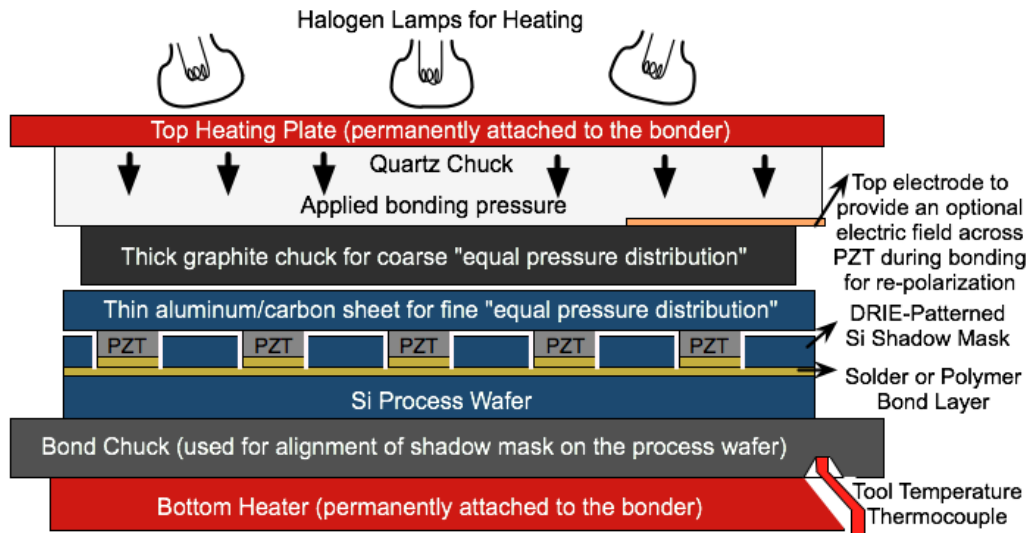 Halogen Lamps for Heating
Top Heating Plate (permanently attached to the bonder)
Quartz Chuck
Applied bonding pressure
Top electrode to
provide an optional
electric field across
PZT during bonding
for re-polarization
Thick graphite chuck for coarse "equal pressure distribution"
Thin aluminum/carbon sheet for fine "equal pressure distribution"
DRIE-Patterned
Si Shadow Mask
PZT
PZT
PZT
PZT
PZT
Solder or Polymer
Bond Layer
Si Process Wafer
Bond Chuck (used for alignment of shadow mask on the process wafer)
Bottom Heater (permanently attached to the bonder)
Tool Temperature
Thermocouple